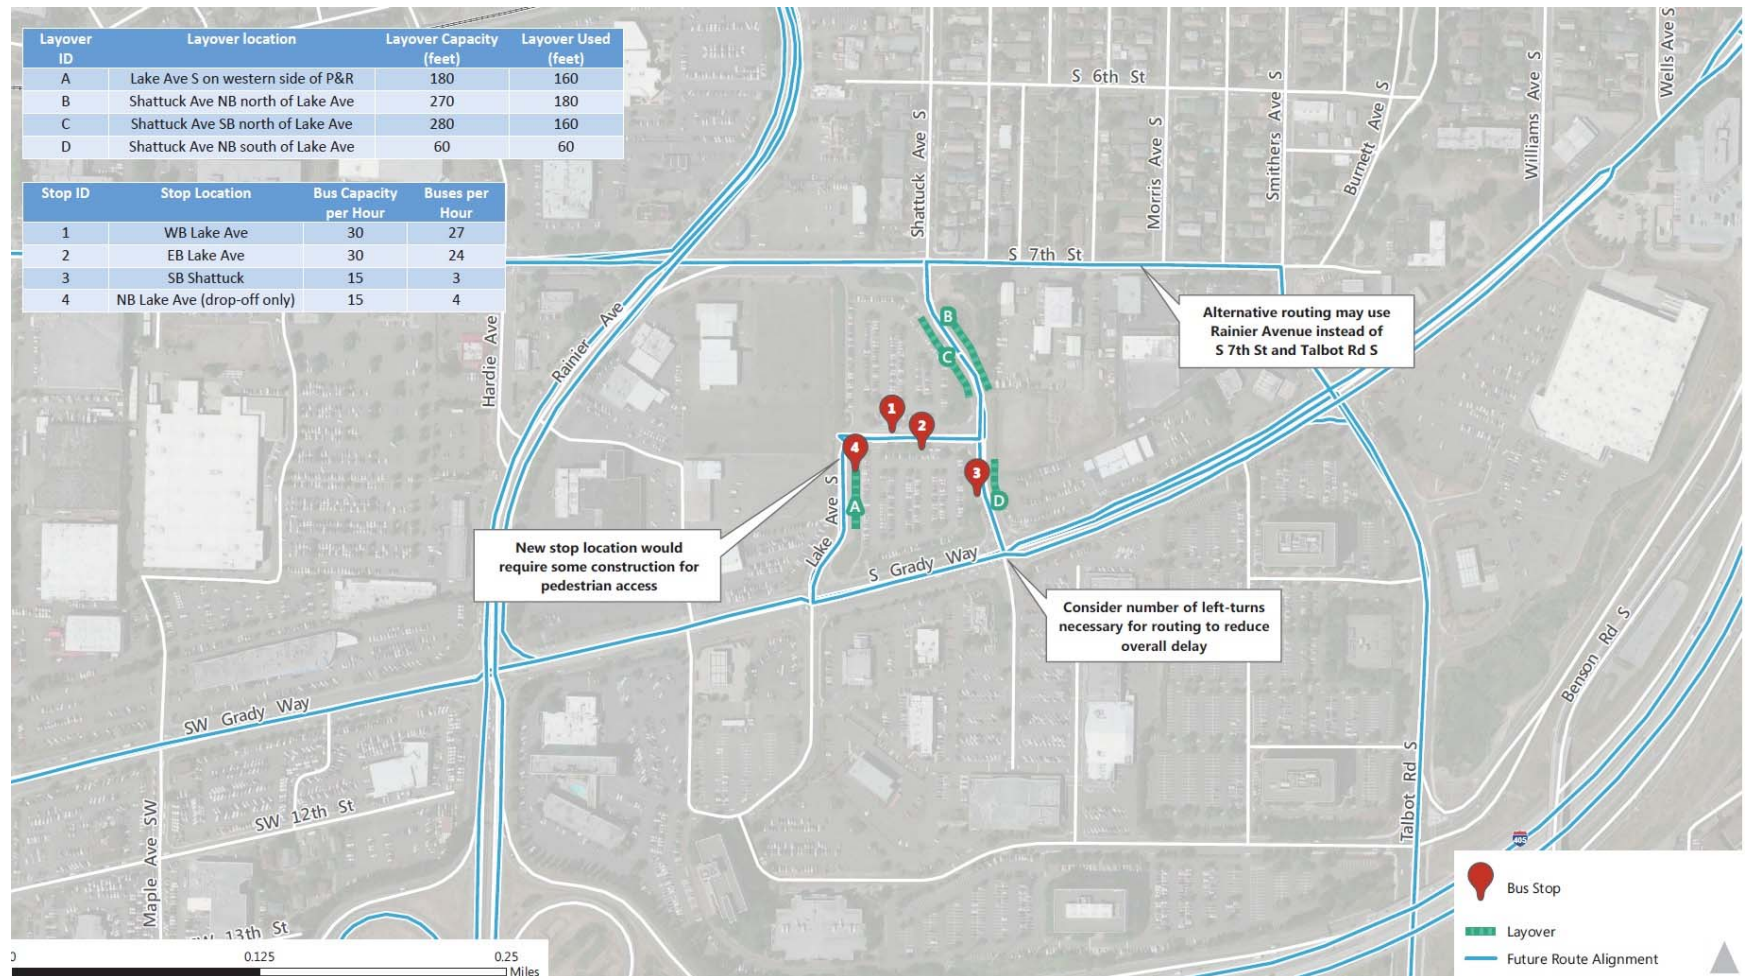 Layover ID Layover location Layover Capacity (feet) Layover Used (feet)
A Lake Ave S on western side of P&R 180 160
B Shattuck Ave NB north of Lake Ave 270 180
C Shattuck Ave SB north of Lake Ave 280 160
D Shattuck Ave NB south of Lake Ave 60 60
Stop ID Stop Location Bus Capacity per Hour Buses per Hour
1 WB Lake Ave 30 27
2 EB Lake Ave 30 24
3 SB Shattuck 15 3
4 NB Lake Ave (drop-off only) 15 4
S 6th St
Shattuck Ave S
Morris Ave S
Smithers Ave S
Burnett Ave S
Williams Ave S
Wells Ave S
S 7th St
Hardie Ave
Rainier Ave
Alternative routing may use
Rainier Avenue instead of
S 7th St and Talbot Rd S
B
C
1
2
4
3
A
D
Lake Ave S
S Grady Way
New stop location would
require some construction for
pedestrian access
Consider number of left-turns
necessary for routing to reduce
overall delay
SW Grady Way
SW 12th St
Maple Ave SW
SW 13th St
Talbot Rd S
Benson Rd S
405
0 0.125 0.25
Miles
Bus Stop
Layover
Future Route Alignment